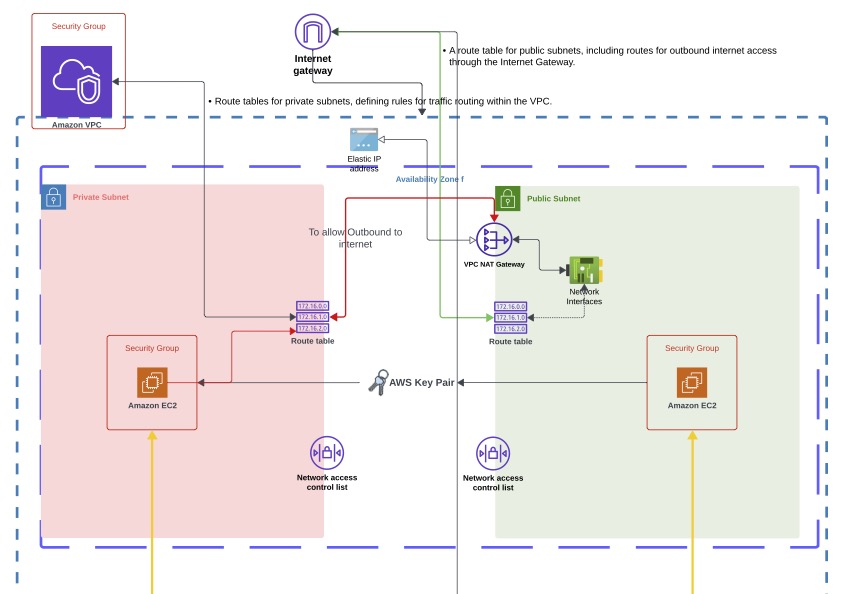 Security Group
Amazon VPC
Internet
gateway
• A route table for public subnets, including routes for outbound internet access
through the Internet Gateway.
• Route tables for private subnets, defining rules for traffic routing within the VPC.
Elastic IP
address
Availability Zone f
Private Subnet
Public Subnet
To allow Outbound to
internet
VPC NAT Gateway
Network
Interfaces
172.16.0.0
172.16.1.0
172.16.2.0
Route table
172.16.0.0
172.16.1.0
172.16.2.0
Route table
Security Group
Amazon EC2
AWS Key Pair
Security Group
Amazon EC2
Network access
control list
Network access
control list